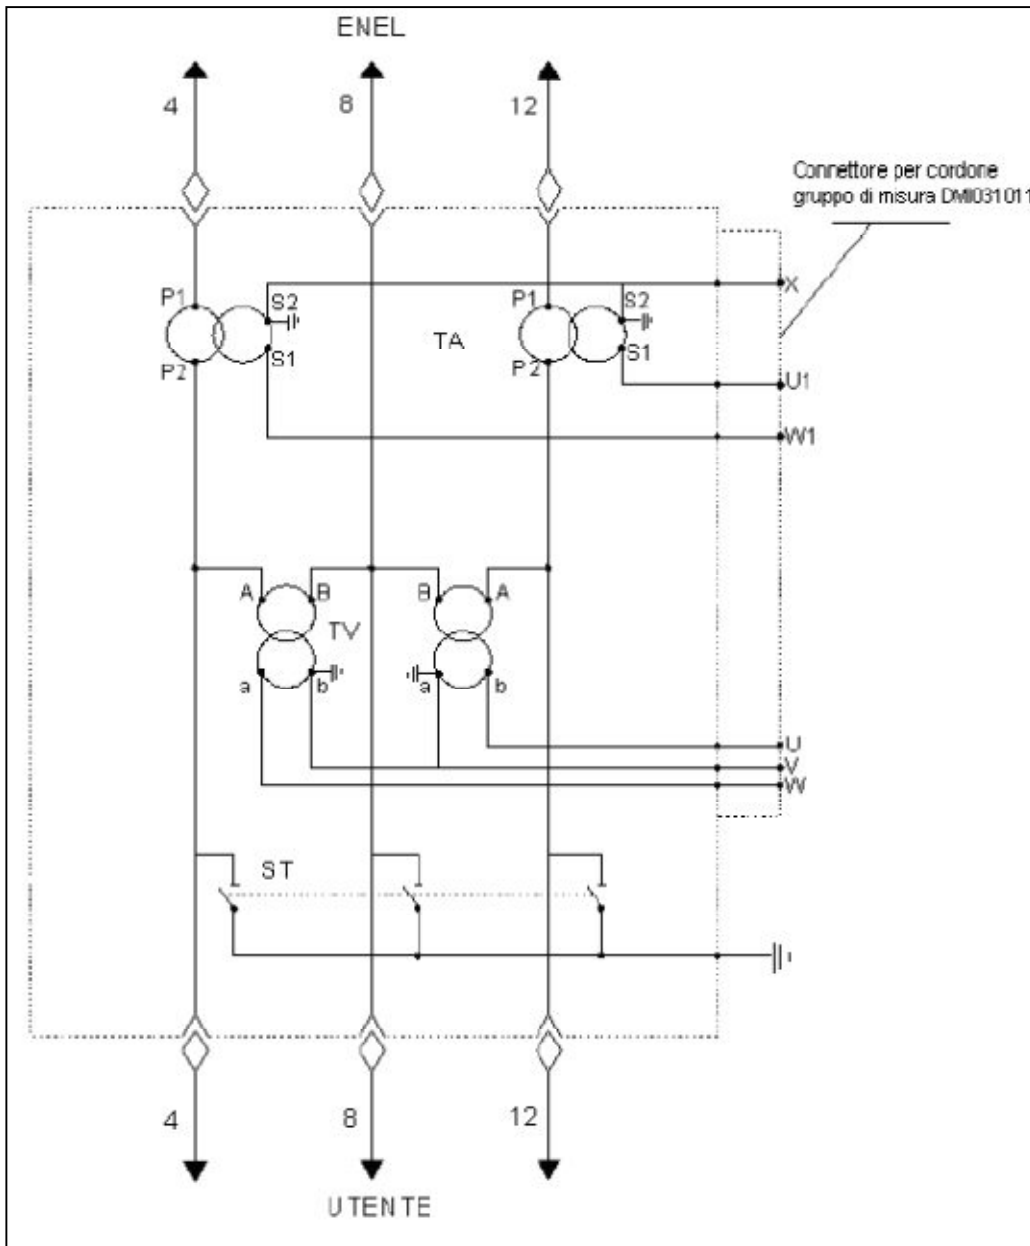 ENEL
4
8
12
Connettore per cordone
gruppo di misura DMI031011
P1
S2
P1
S2
X
TA
P2
S1
P2
S1
U1
W1
A
B
B
A
TV
a
b
a
b
U
V
W
ST
4
8
12
UTENTE